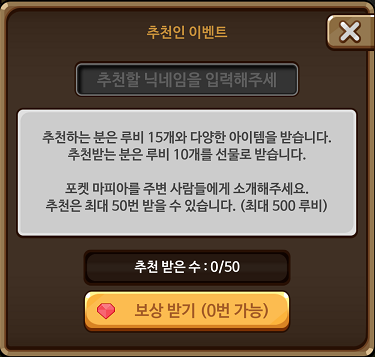 추천인 이벤트
추천할 닉네임을 입력해주세
추천하는 분은 루비 15개와 다양한 아이템을 받습니다.
추천받는 분은 루비 10개를 선물로 받습니다.
포켓 마피아를 주변 사람들에게 소개해주세요.
추천은 최대 50번 받을 수 있습니다. (최대 500 루비)
추천 받은 수 : 0/50
보상 받기 (0번 가능)